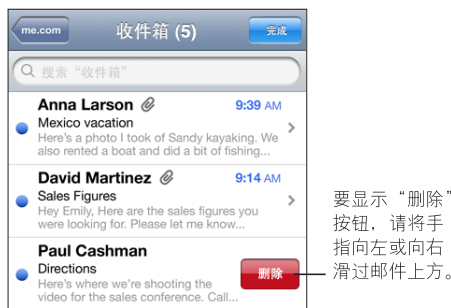 me.com
收件箱 (5)
完成
搜索“收件箱”
Anna Larson
9:39 AM
Mexico vacation
Here's a photo I took of Sandy kayaking. We
also rented a boat and did a bit of fishing...
David Martinez
9:14 AM
Sales Figures
Hey Emily, Here are the sales figures you
were looking for. Please let me know...
Paul Cashman
Directions
Here's where we're shooting the
video for the sales conference. Call...
删除
要显示“删除”
按钮，请将手
指向左或向右
滑过邮件上方。